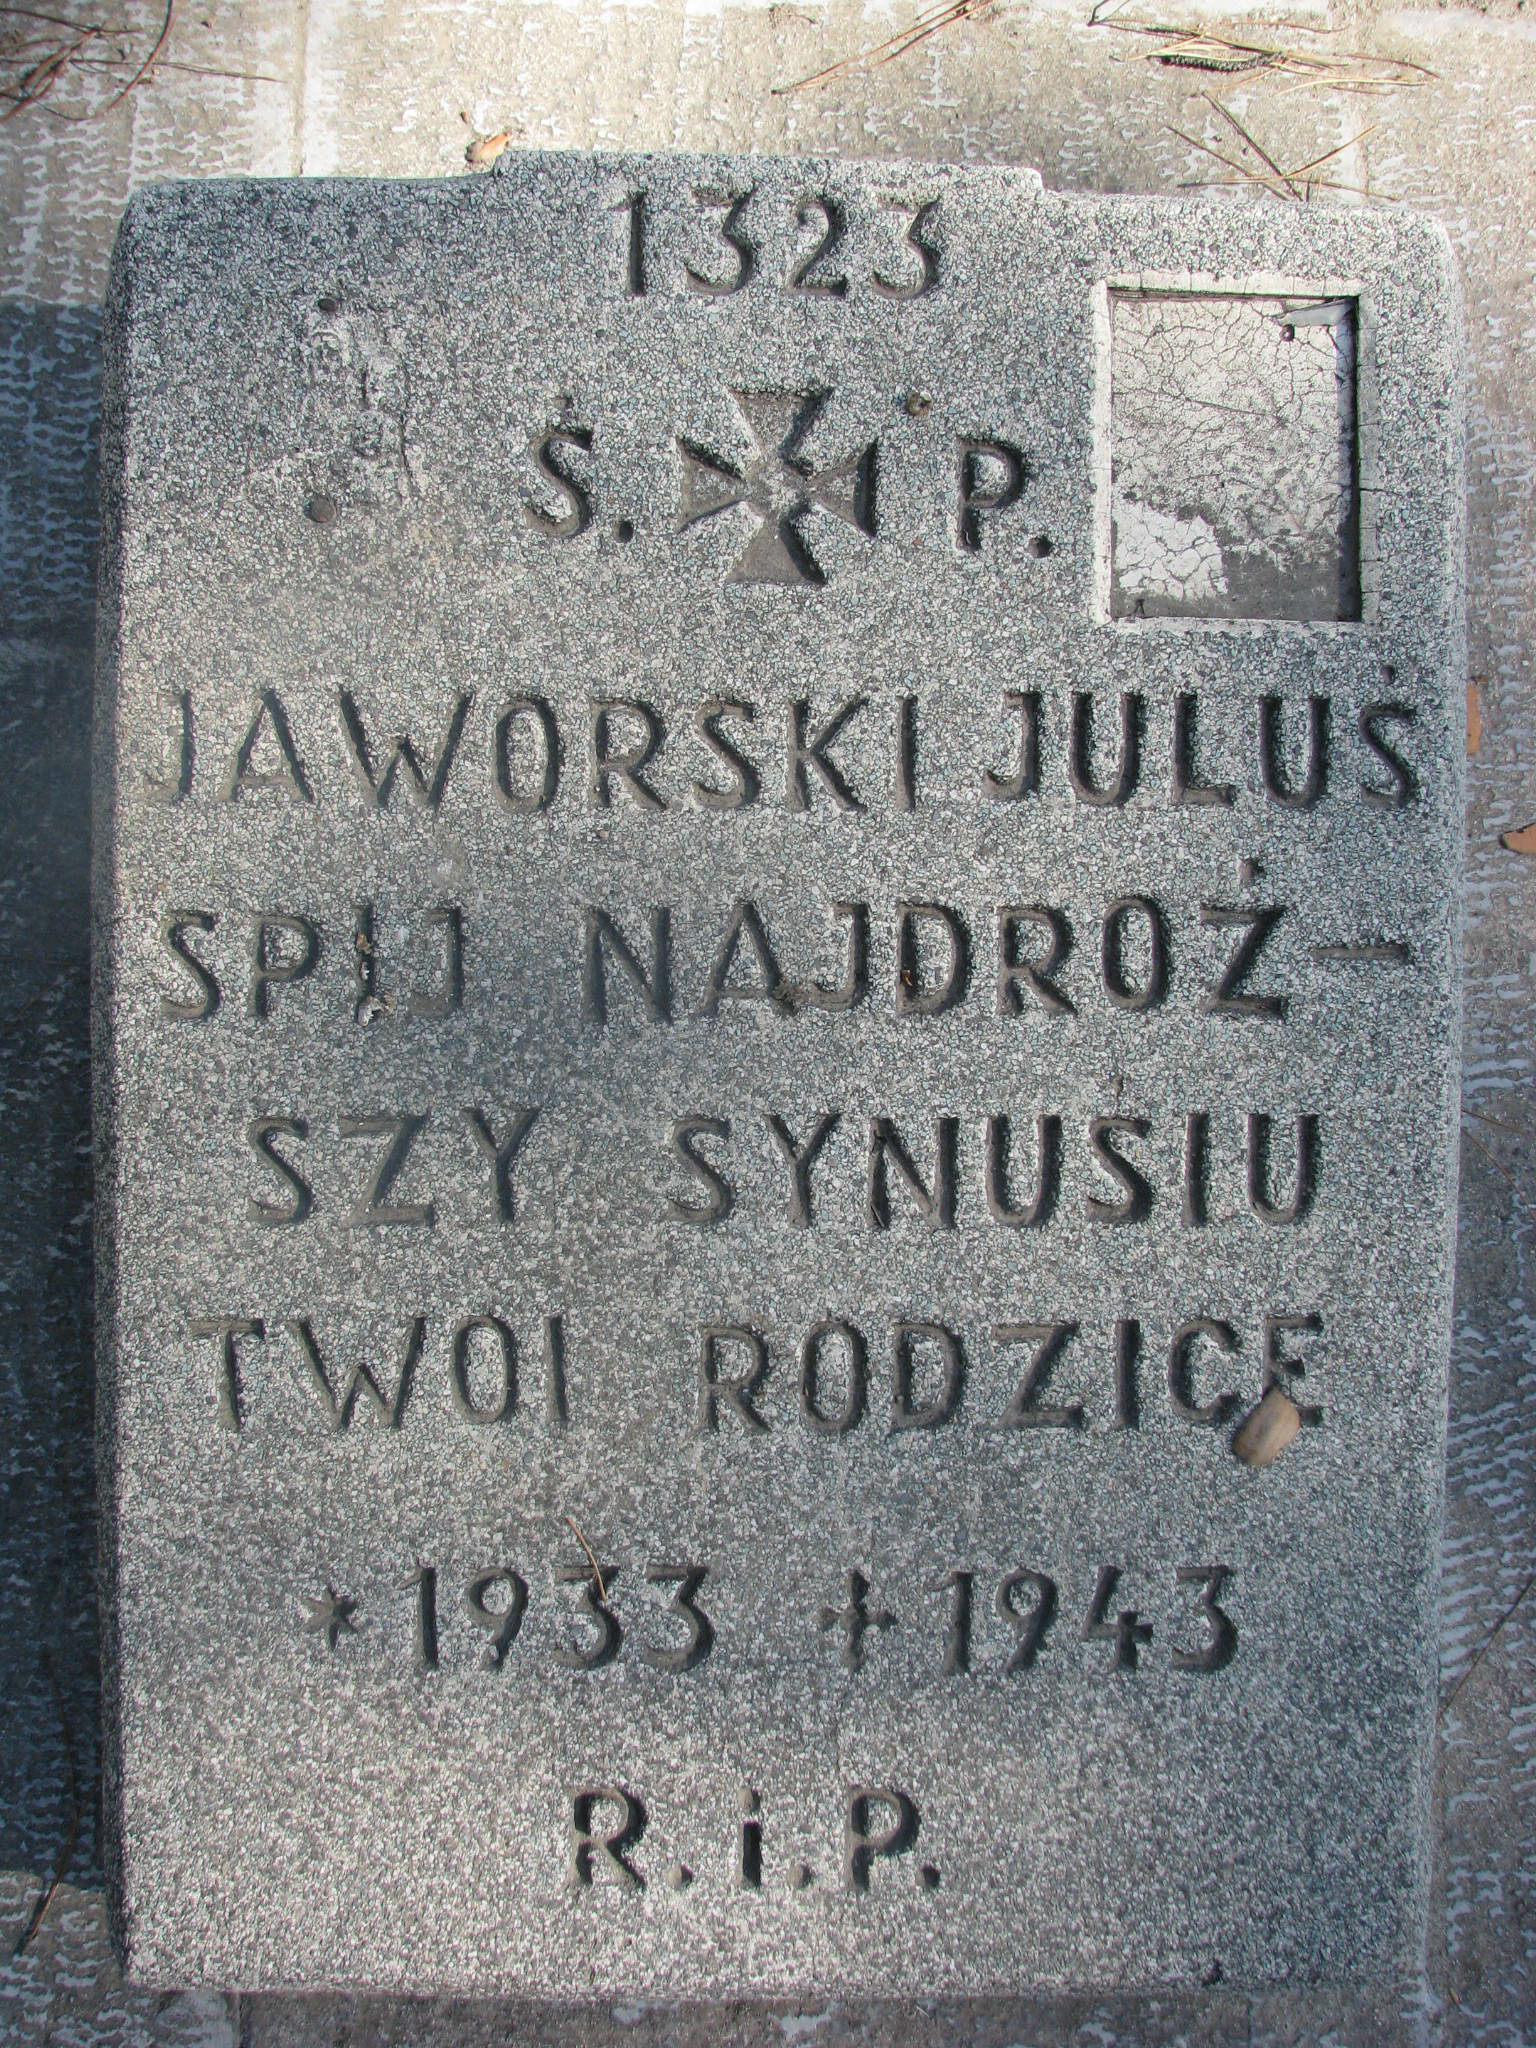 1323
Ś. P.
JAWORSKI JULUŚ
SPIJ NAJDROŻ-
SZY SYNUSIU
TWOI RODZICE
* 1933 + 1943
R.i.P.